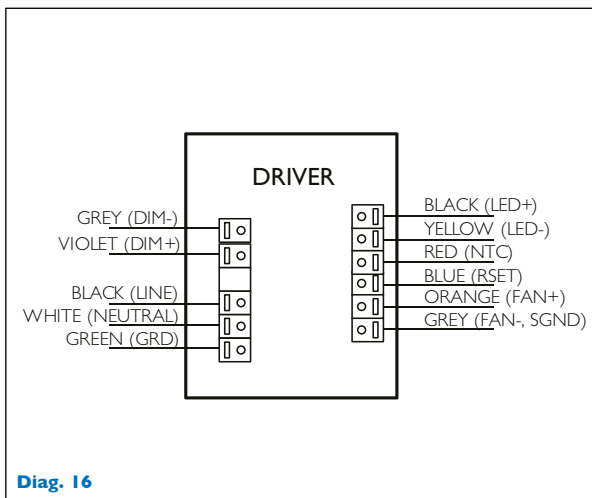 DRIVER
GREY (DIM-)
VIOLET (DIM+)
BLACK (LINE)
WHITE (NEUTRAL)
GREEN (GRD)
BLACK (LED+)
YELLOW (LED-)
RED (NTC)
BLUE (RSET)
ORANGE (FAN+)
GREY (FAN-, SGND)
Diag. 16